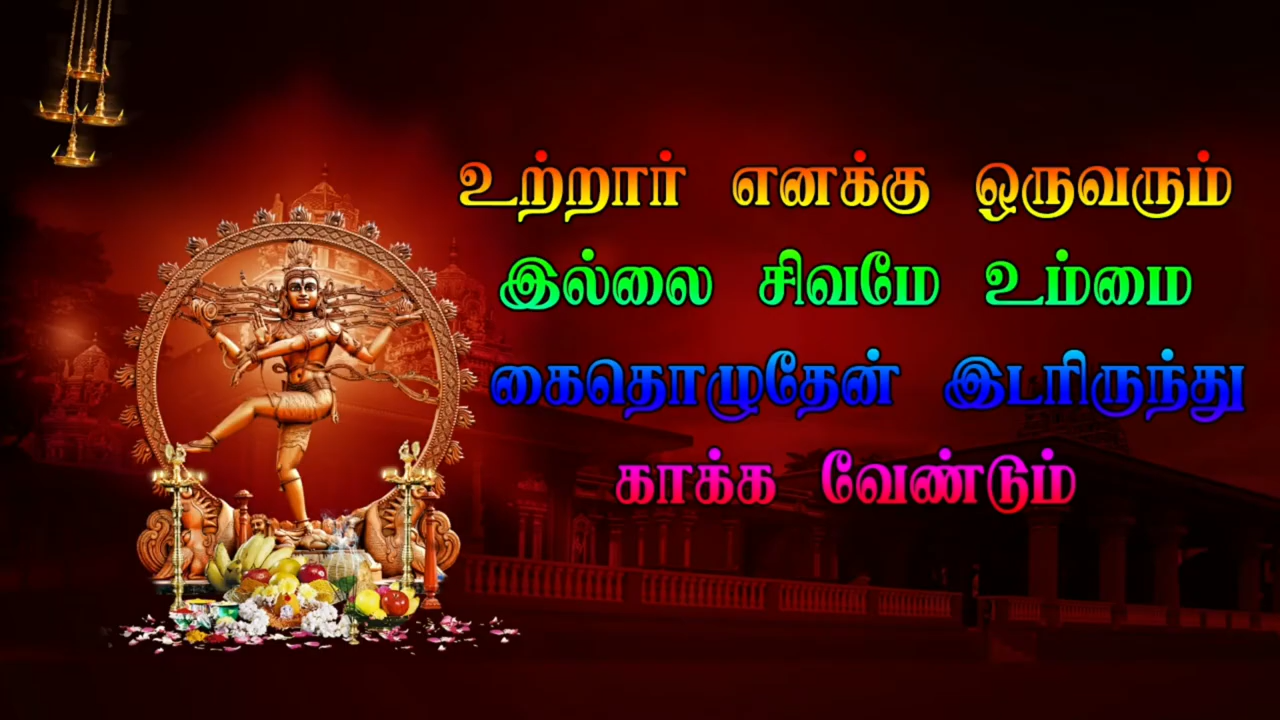 உற்றார் எனக்கு ஒருவரும்
இல்லை சிவமே உம்மை
கைதொழுதேன் இடரிருந்து
காக்க வேண்டும்